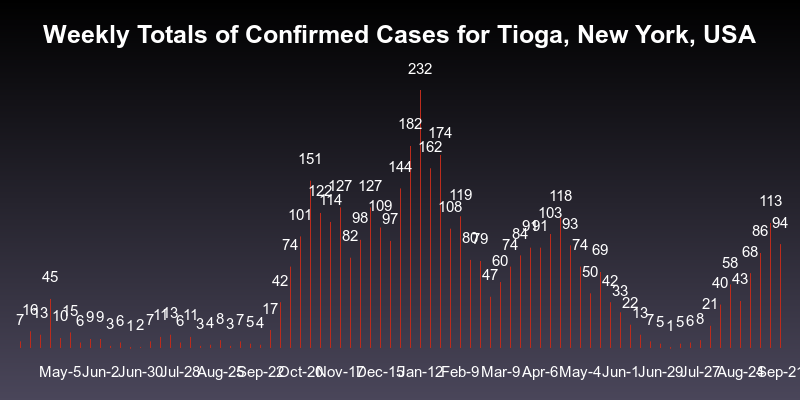 Weekly Totals of Confirmed Cases for Tioga, New York, USA
7 16 13 45 10 15 6 9 9 3 6 1 2 7 11 13 6 11 3 4 8 3 7 5 4 17 42 74 101 151 122 114 127 82 98 127 109 97 144 182 232 162 174 108 119 80 79 47 60 74 84 91 91 103 118 93 74 50 69 42 33 22 13 7 5 1 5 6 8 21 40 58 43 68 86 113 94
May-5 Jun-2 Jun-30 Jul-28 Aug-25 Sep-22 Oct-20 Nov-17 Dec-15 Jan-12 Feb-9 Mar-9 Apr-6 May-4 Jun-1 Jun-29 Jul-27 Aug-24 Sep-21